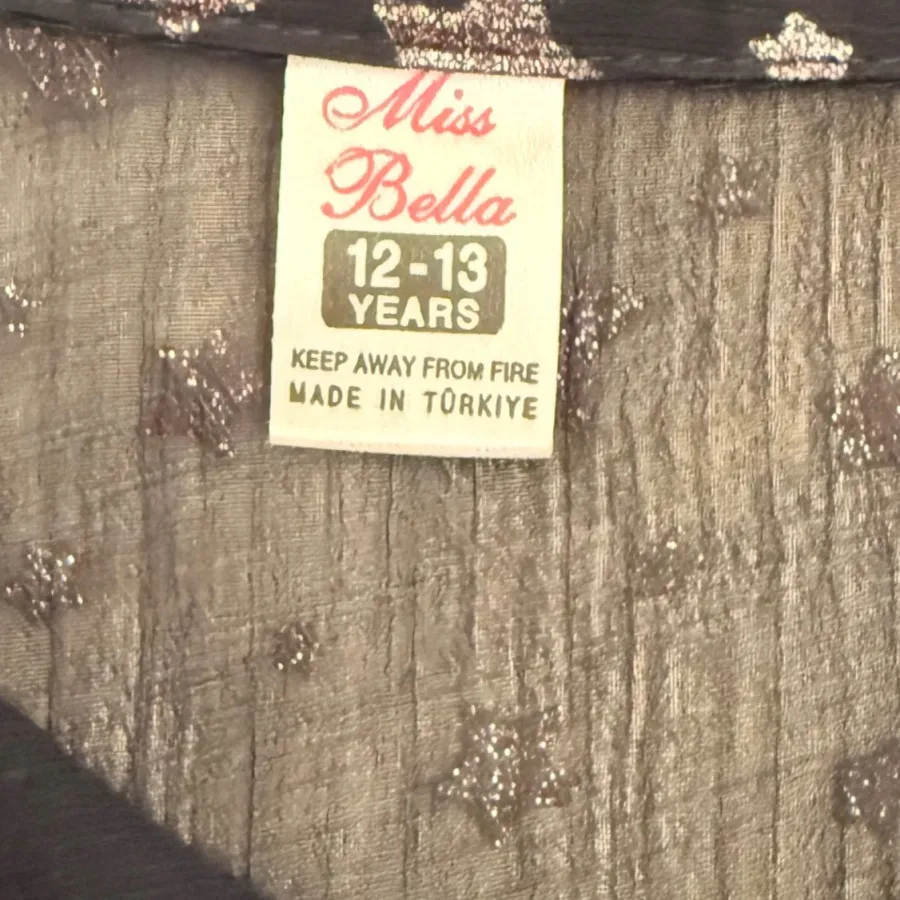 Miss
Bella
12-13
YEARS
KEEP AWAY FROM FIRE
MADE IN TÜRKIYE